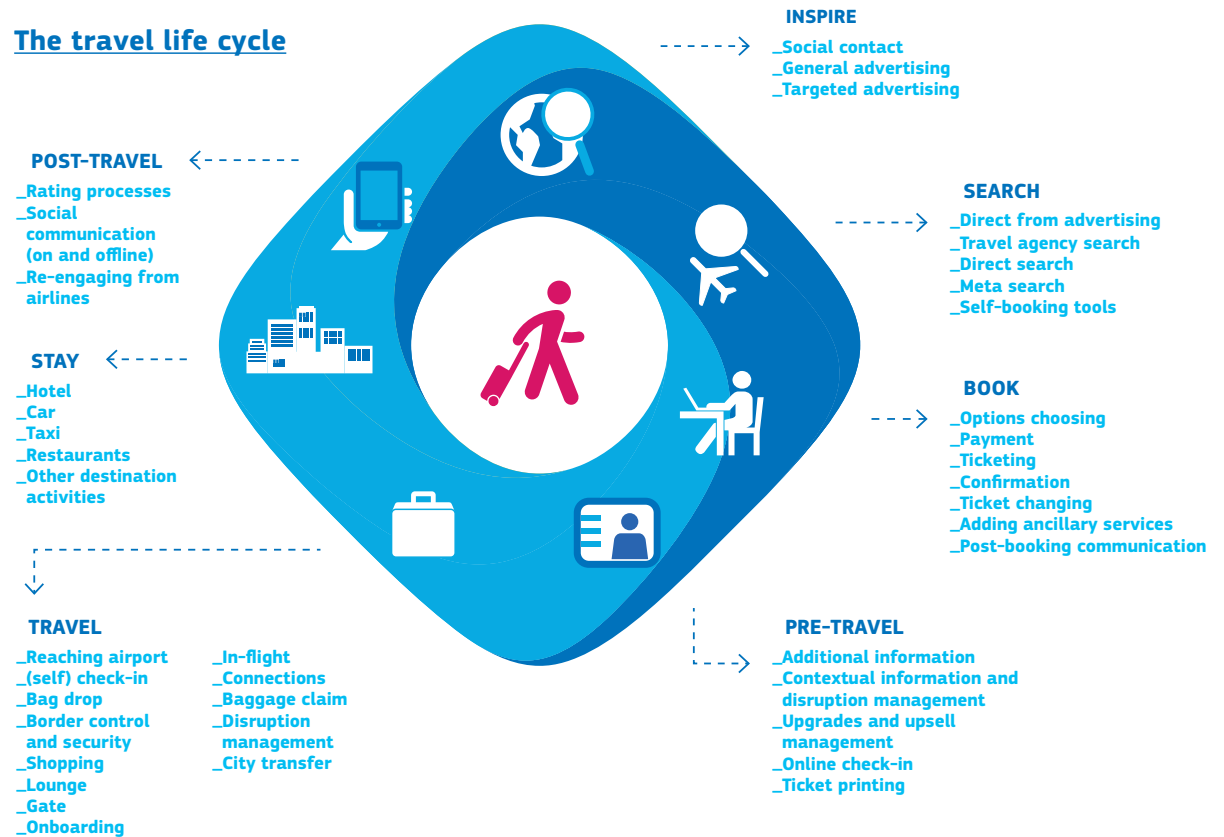 The travel life cycle
INSPIRE
_Social contact
_General advertising
_Targeted advertising
SEARCH
_Direct from advertising
_Travel agency search
_Direct search
_Meta search
_Self-booking tools
BOOK
_Options choosing
_Payment
_Ticketing
_Confirmation
_Ticket changing
_Adding ancillary services
_Post-booking communication
PRE-TRAVEL
_Additional information
_Contextual information and
disruption management
_Upgrades and upsell
management
_Online check-in
_Ticket printing
TRAVEL
_Reaching airport
_(self) check-in
_Bag drop
_Border control
and security
_Shopping
_Lounge
_Gate
_Onboarding
_In-flight
_Connections
_Baggage claim
_Disruption
management
_City transfer
STAY
_Hotel
_Car
_Taxi
_Restaurants
_Other destination
activities
POST-TRAVEL
_Rating processes
_Social
communication
(on and offline)
_Re-engaging from
airlines